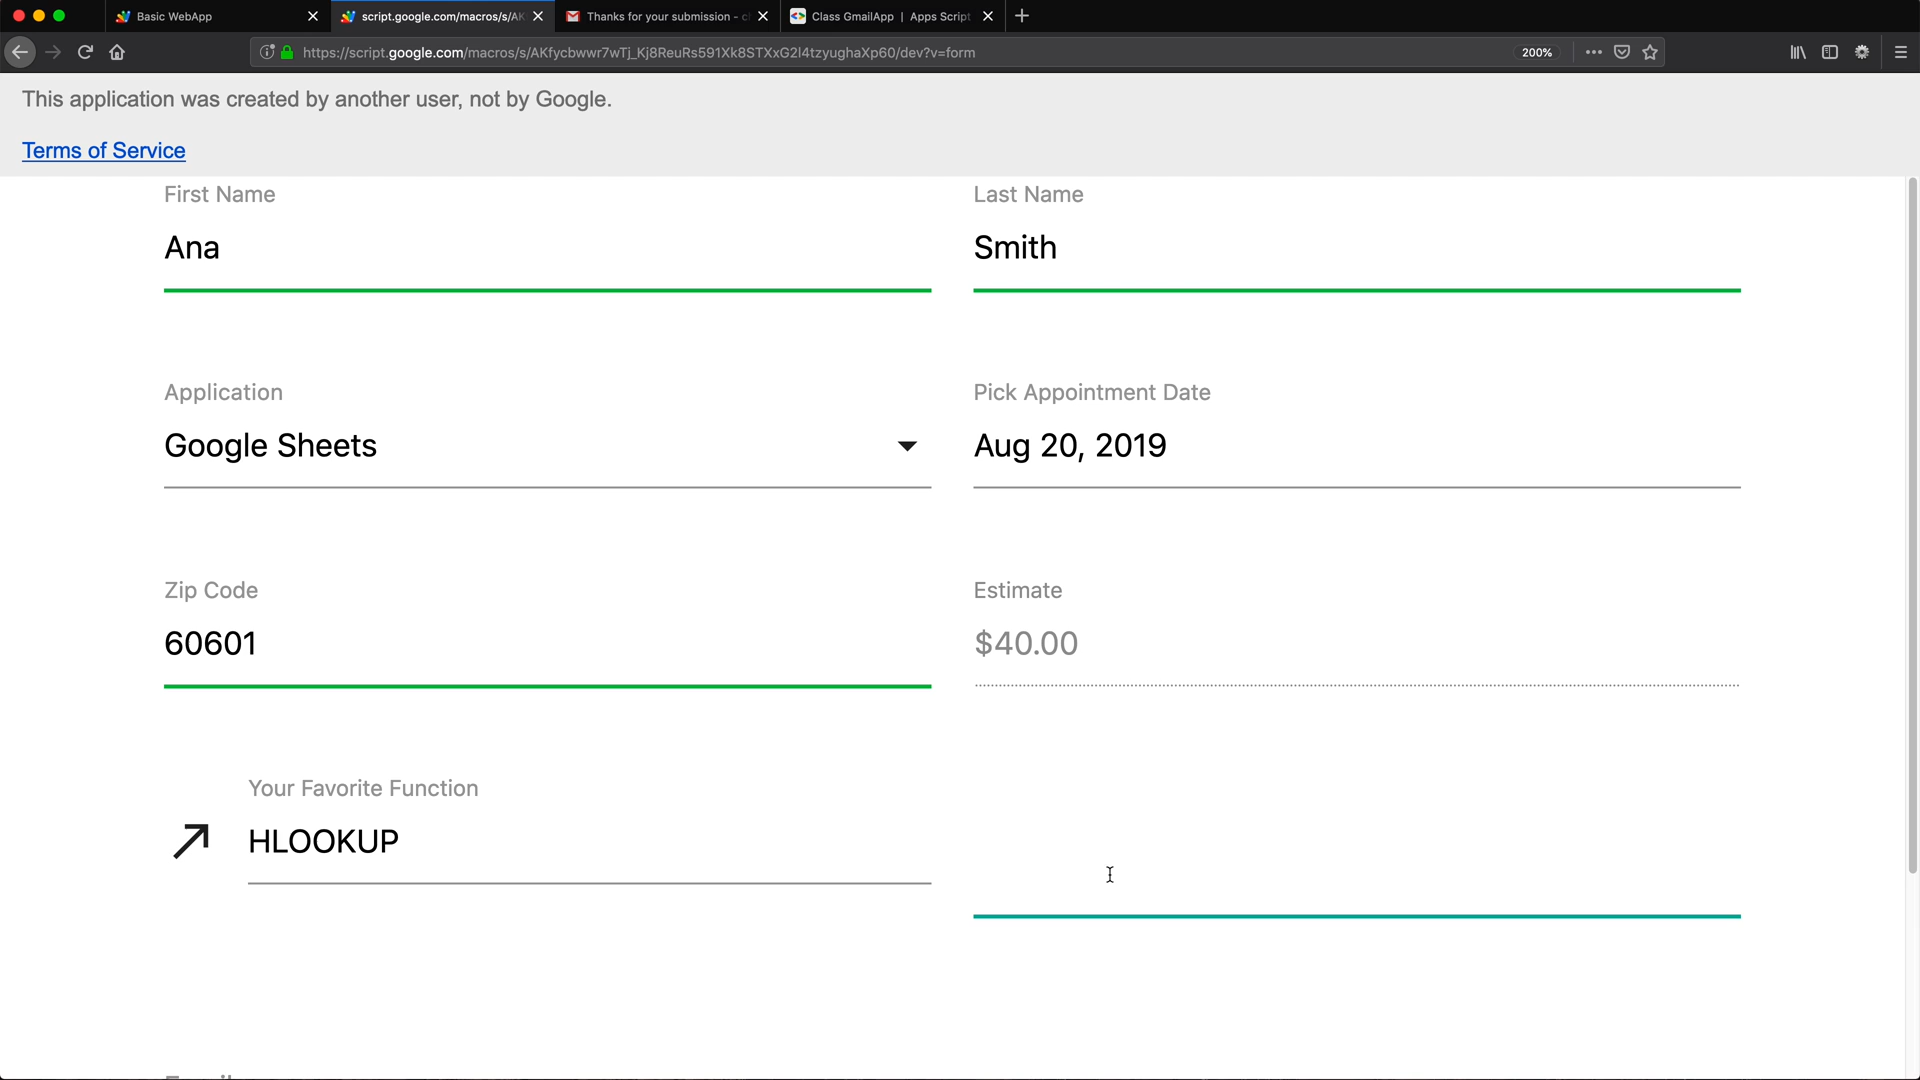 Basic WebApp
script.google.com/macros/s/AK
Thanks for your submission - c
Class GmailApp | Apps Script
https://script.google.com/macros/s/AKfycbwwr7wTj_Kj8ReuRs591Xk8STXxG2l4tzyughaXp60/dev?v=form
200%
This application was created by another user, not by Google.
Terms of Service
First Name
Last Name
Ana
Smith
Application
Pick Appointment Date
Google Sheets
Aug 20, 2019
Zip Code
Estimate
60601
$40.00
Your Favorite Function
HLOOKUP